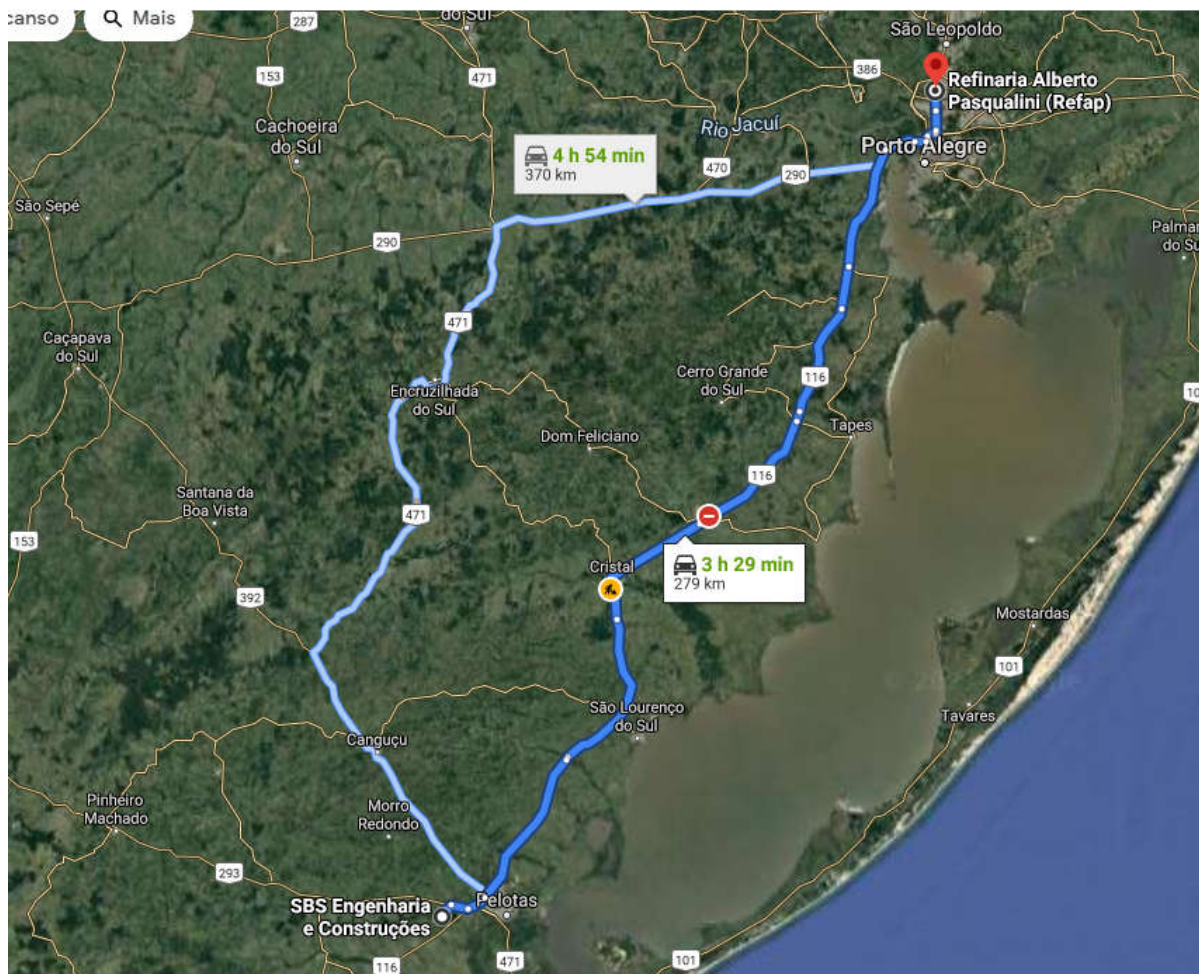 canso
Mais
287
do Sul
153
471
386
São Leopoldo
Refinaria Alberto
Pasqualini (Refap)
Rio Jacuí
Cachoeira
do Sul
4 h 54 min
370 km
470
290
Porto Alegre
São Sepé
290
Palmar
do Su
471
Caçapava
do Sul
Encruzilhada
do Sul
Cerro Grande
do Sul
116
10
Dom Feliciano
Tapes
116
Santana da
Boa Vista
471
153
Cristal
3 h 29 min
279 km
392
Mostardas
101
São Lourenço
do Sul
Tavares
Canguçu
Pinheiro
Machado
Morro
Redondo
293
SBS Engenharia
e Construções
Pelotas
116
471
101
101